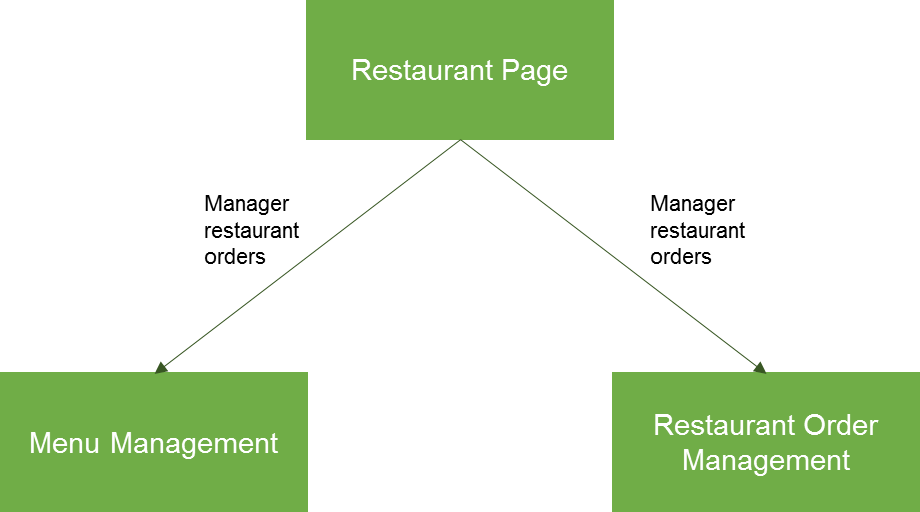 Restaurant Page
Manager
restaurant
orders
Manager
restaurant
orders
Menu Management
Restaurant Order
Management